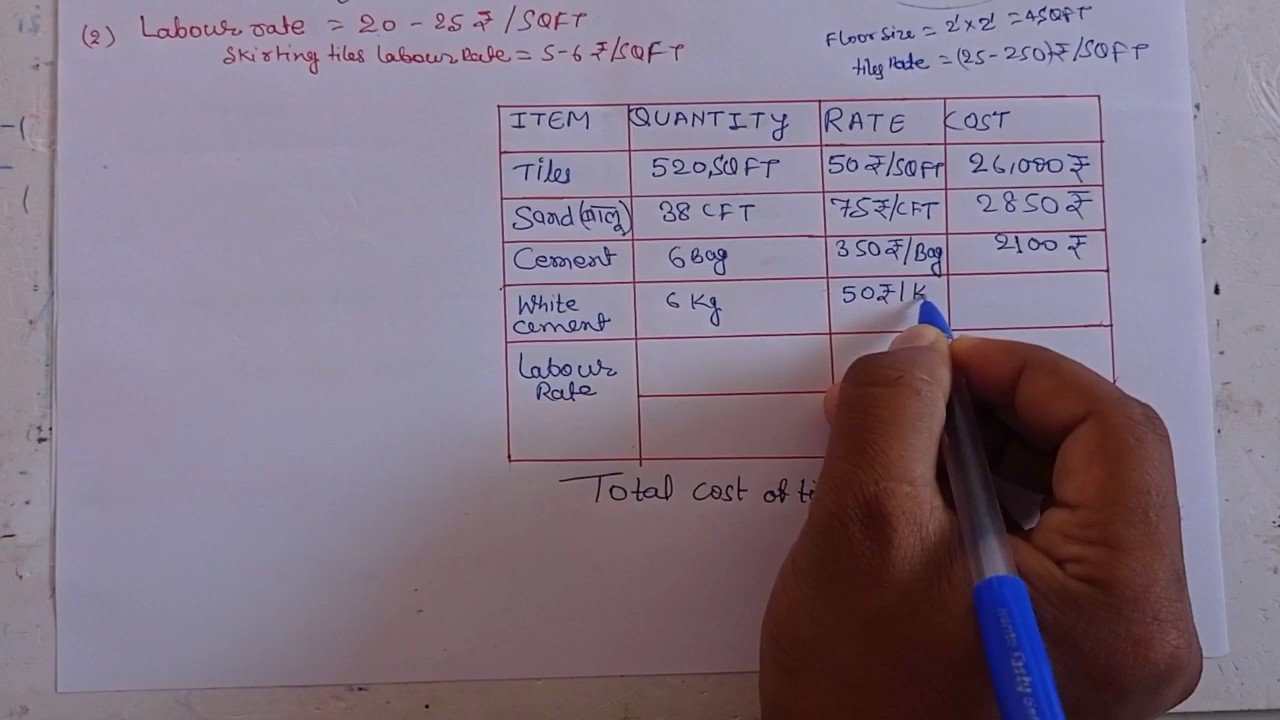 (2) Labour rate = 20 - 25 ₹ /SQFT
Skirting tiles labour Rate = 5-6 ₹/SQFT
Floor Size = 2' x 2' = 4SQFT
tiles Rate = (25 - 250)₹/SQFT
ITEM QUANTITY RATE COST
Tiles 520 SQFT 50 ₹/SQFT 26,000 ₹
Sand (बालू) 38 CFT 75₹/CFT 2850 ₹
Cement 6 Bag 350₹/Bag 2100 ₹
White cement 6 Kg 50₹/K
Labour
Rate
Total cost of ti